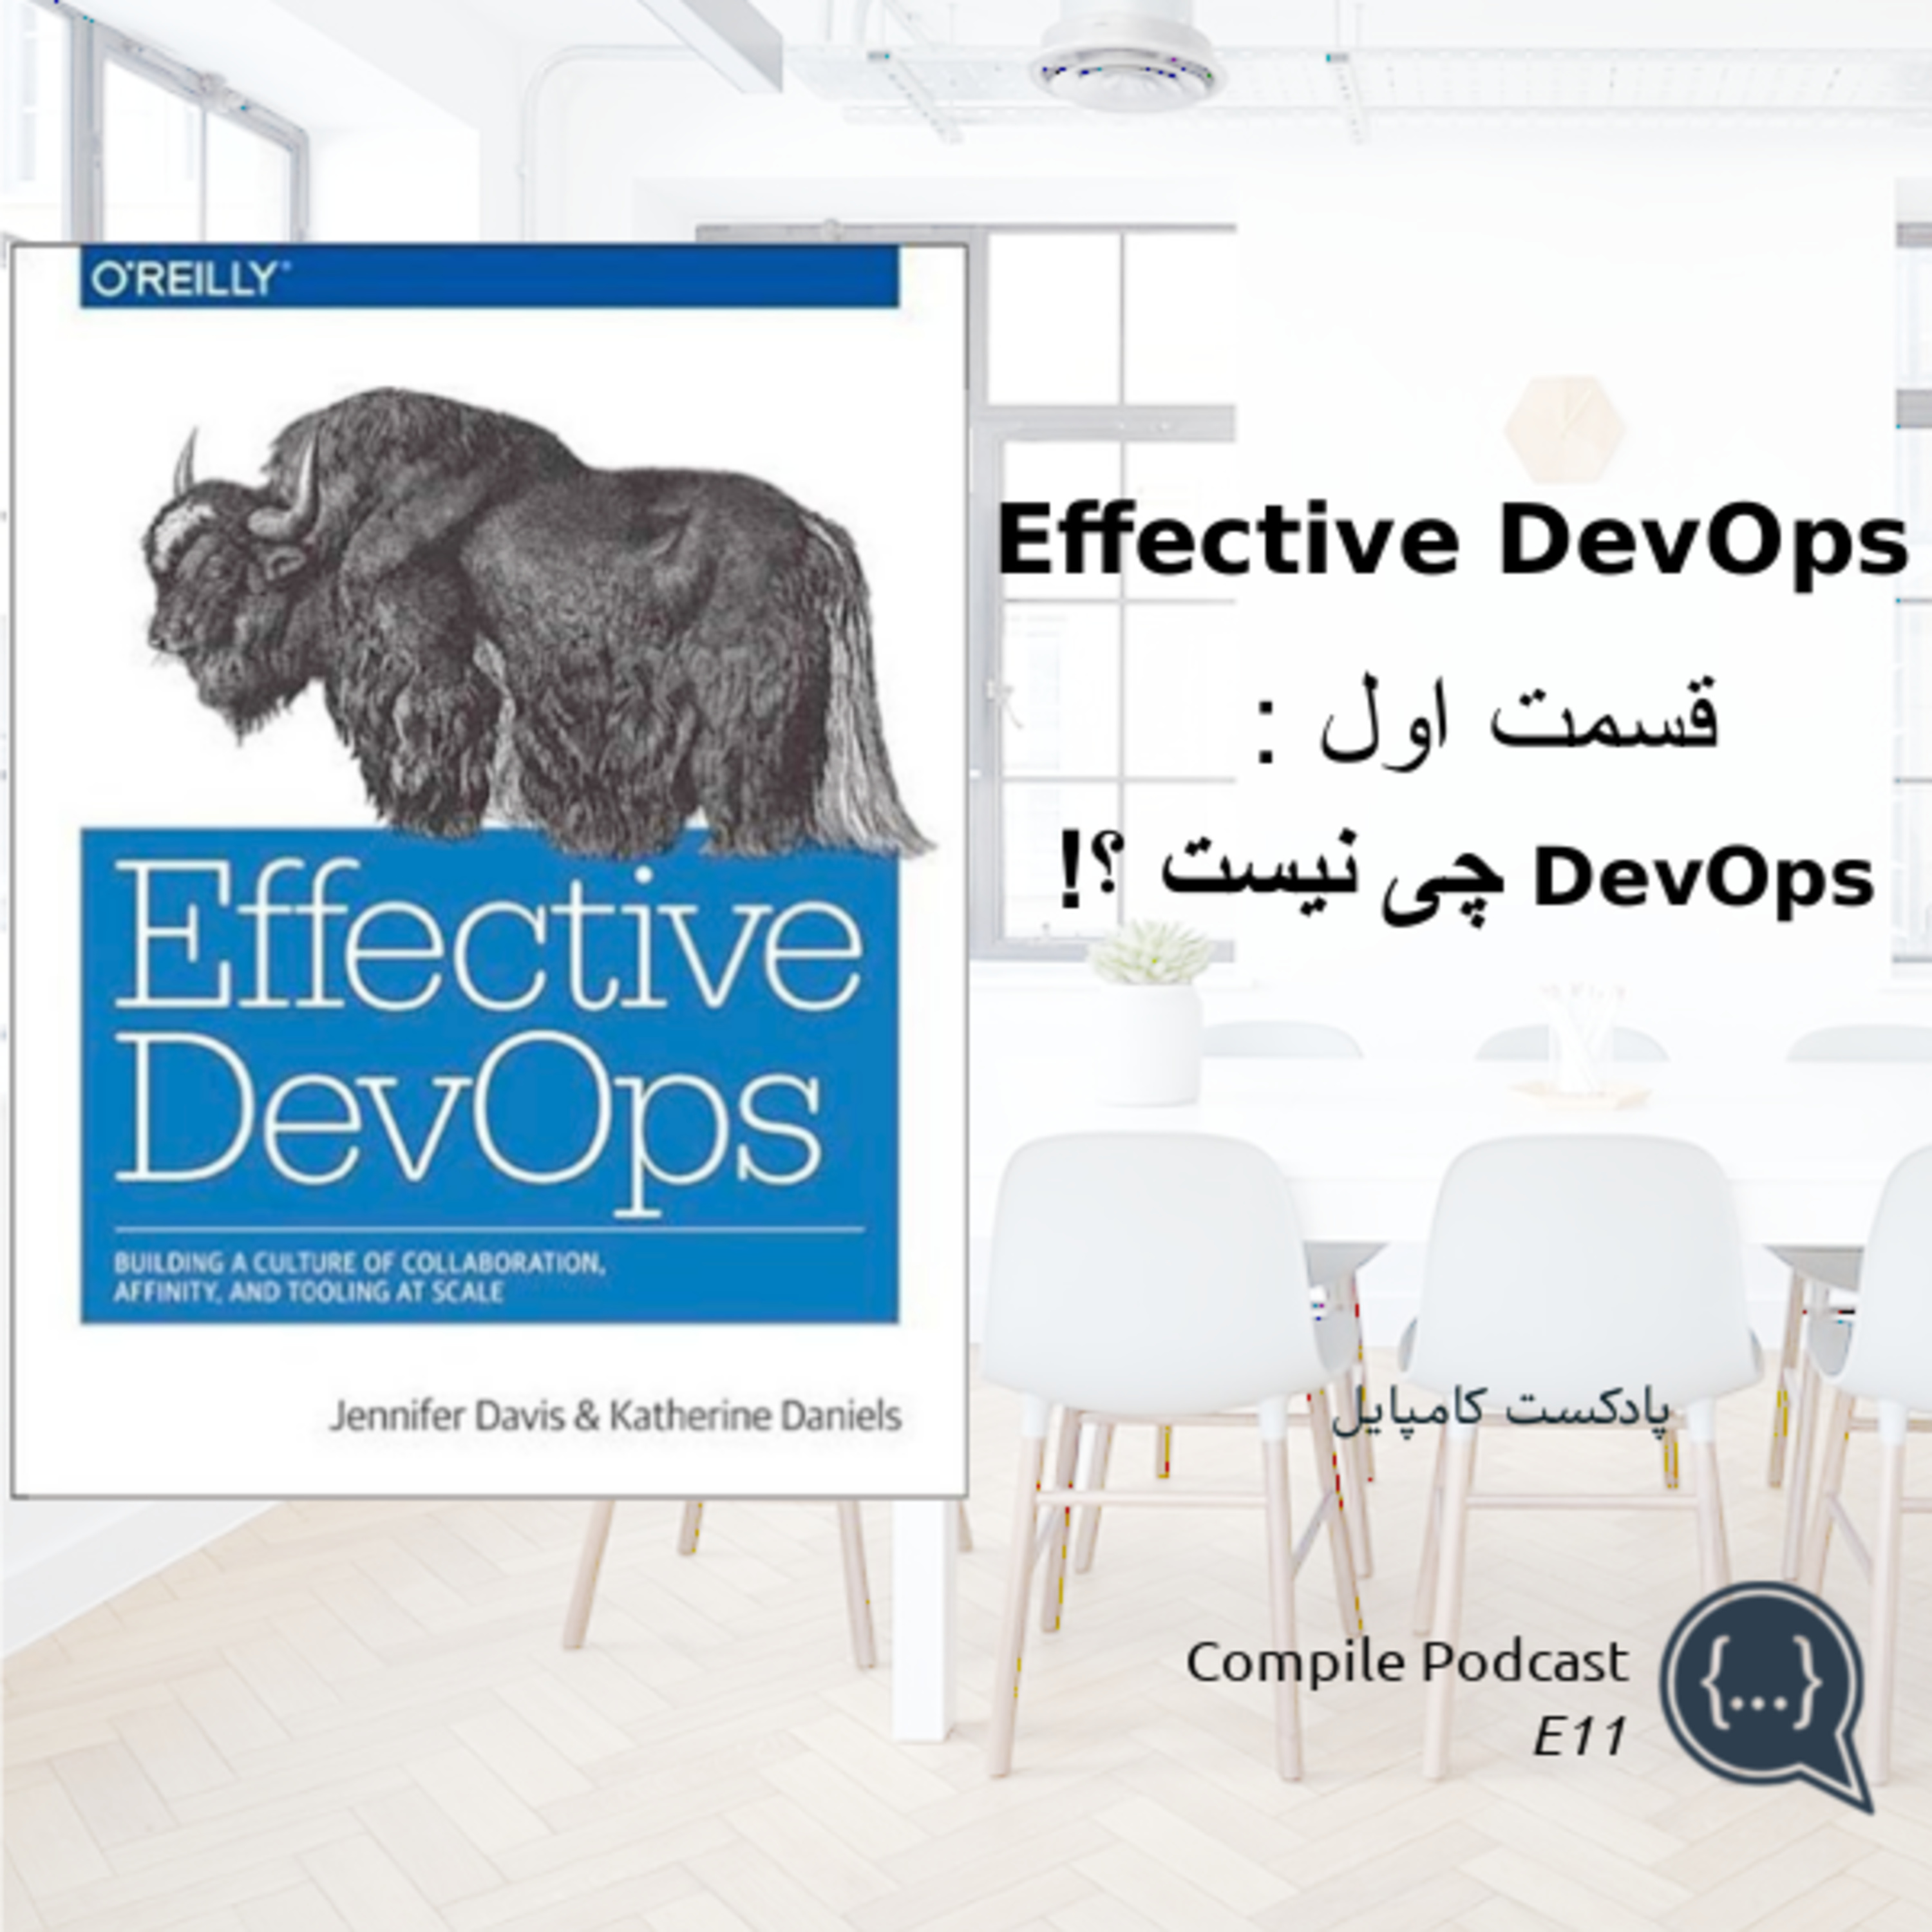 O'REILLY®
Effective
DevOps
BUILDING A CULTURE OF COLLABORATION,
AFFINITY, AND TOOLING AT SCALE
Jennifer Davis & Katherine Daniels
Effective DevOps
قسمت اول :
DevOps چی نیست ؟!
پادکست کامپایل
Compile Podcast
E11
{...}